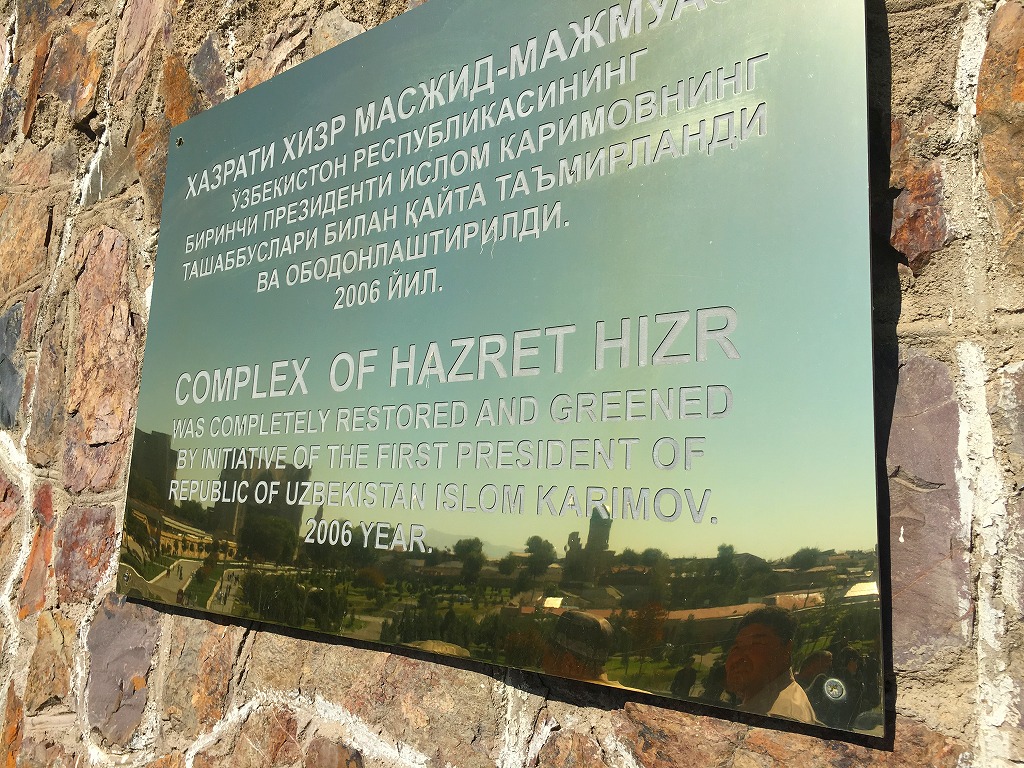 ХАЗРАТИ ХИЗР МАСЖИД-МАЖМУАС
ЎЗБЕКИСТОН РЕСПУБЛИКАСИНИНГ
БИРИНЧИ ПРЕЗИДЕНТИ ИСЛОМ КАРИМОВНИНГ
ТАШАББУСЛАРИ БИЛАН ҚАЙТА ТАЪМИРЛАНДИ
ВА ОБОДОНЛАШТИРИЛДИ.
2006 ЙИЛ.
COMPLEX OF HAZRET HIZR
WAS COMPLETELY RESTORED AND GREENED
BY INITIATIVE OF THE FIRST PRESIDENT OF
REPUBLIC OF UZBEKISTAN ISLOM KARIMOV.
2006 YEAR.